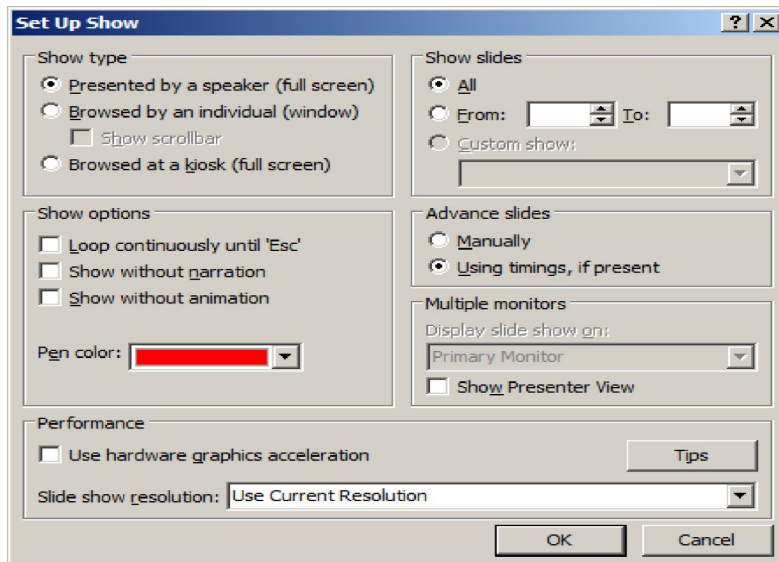 Set Up Show
Show type
Presented by a speaker (full screen)
Browsed by an individual (window)
Show scrollbar
Browsed at a kiosk (full screen)
Show slides
All
From: To:
Custom show:
Show options
Loop continuously until 'Esc'
Show without narration
Show without animation
Pen color:
Advance slides
Manually
Using timings, if present
Multiple monitors
Display slide show on:
Primary Monitor
Show Presenter View
Performance
Use hardware graphics acceleration
Tips
Slide show resolution: Use Current Resolution
OK Cancel